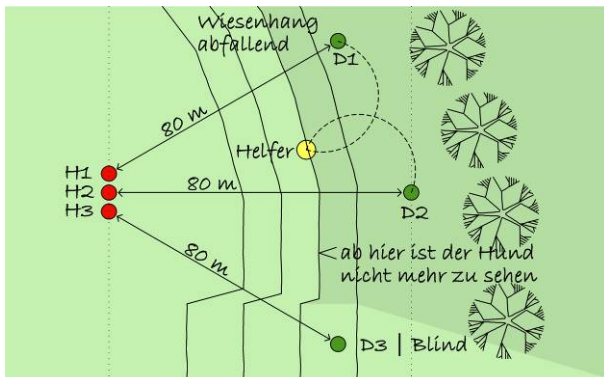 Wiesenhang
abfallend
D1
80 m
Helfer
H1
H2
H3
80 m
D2
80 m
ab hier ist der Hund
nicht mehr zu sehen
D3 | Blind